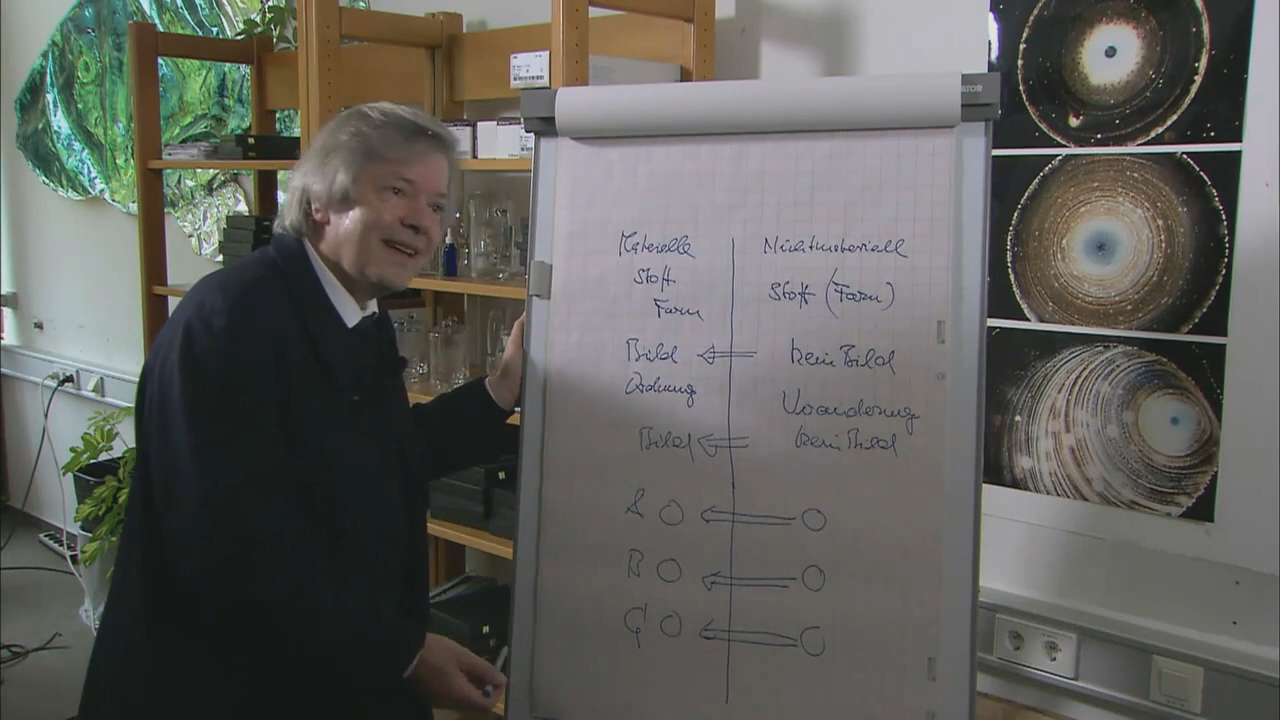 Materielle | Nichtmateriell
Stoff
Stoff (Form)
Form
Bild ⇐ kein Bild
Ordnung
Veränderung
Bild ⇐ kein Bild
A ○ ⇐ ○
B ○ ⇐ ○
C ○ ⇐ ○